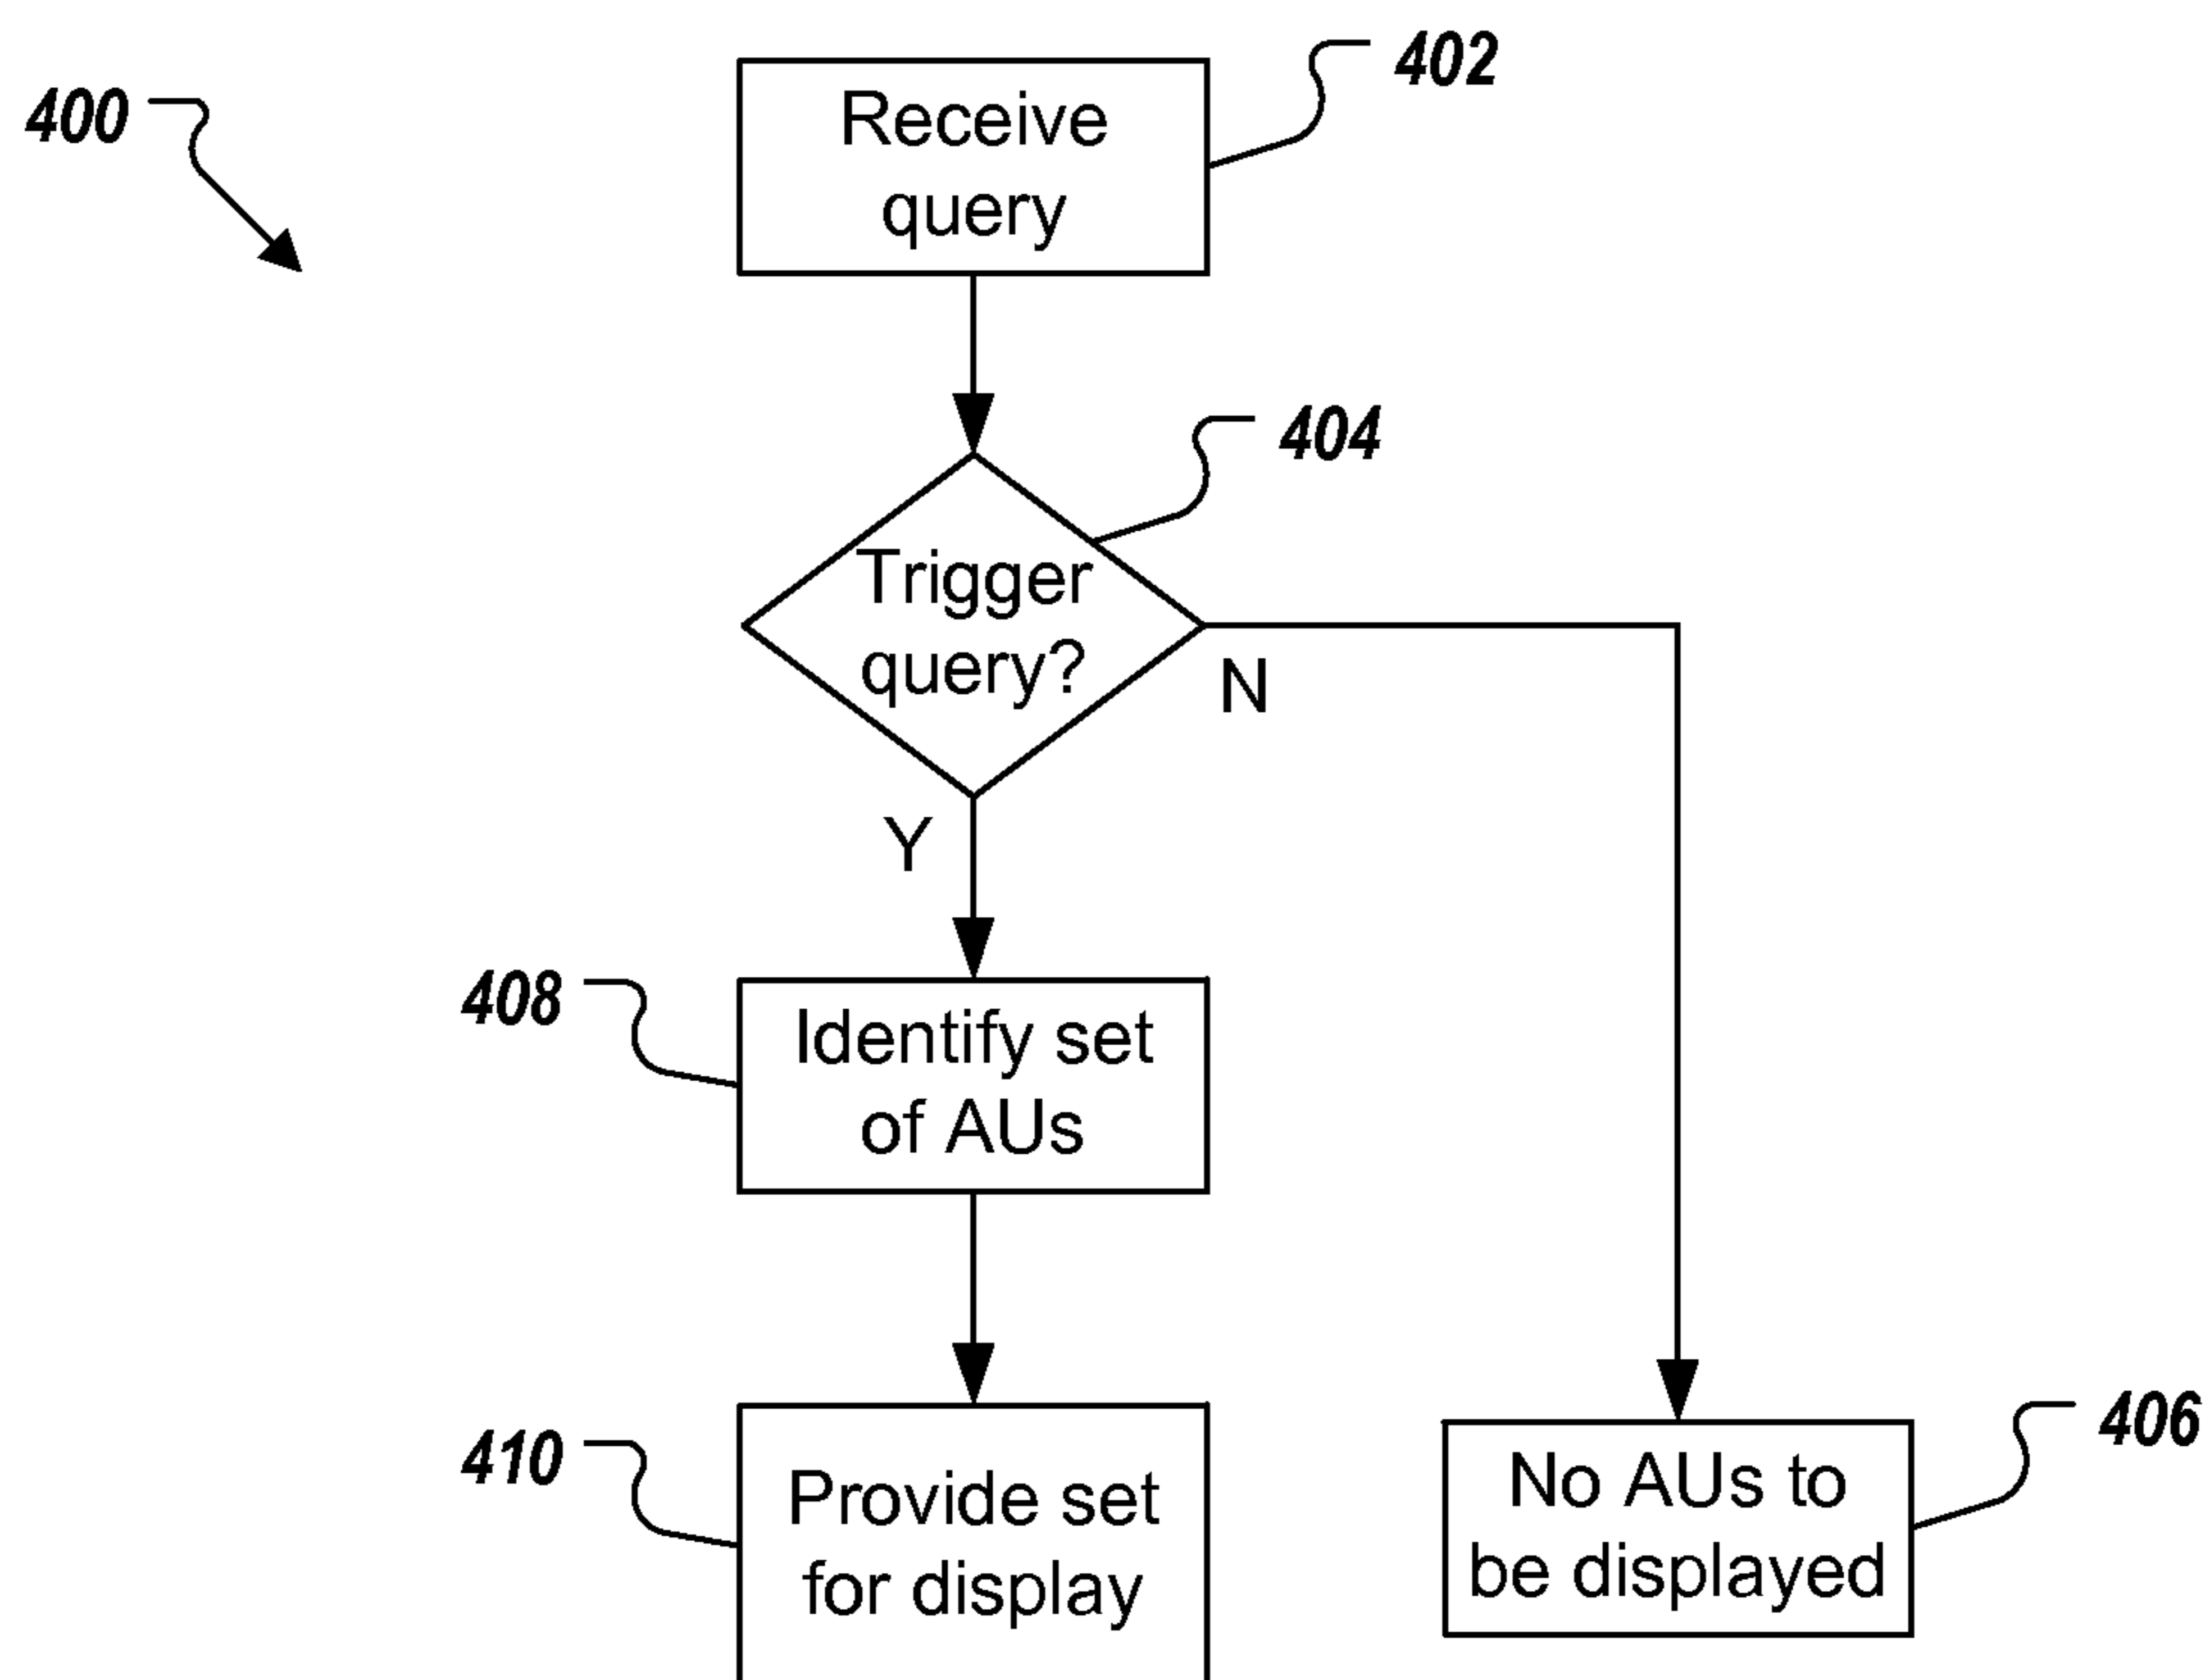 400
402
Receive
query
404
Trigger
query?
N
Y
408
Identify set
of AUs
410
Provide set
for display
406
No AUs to
be displayed